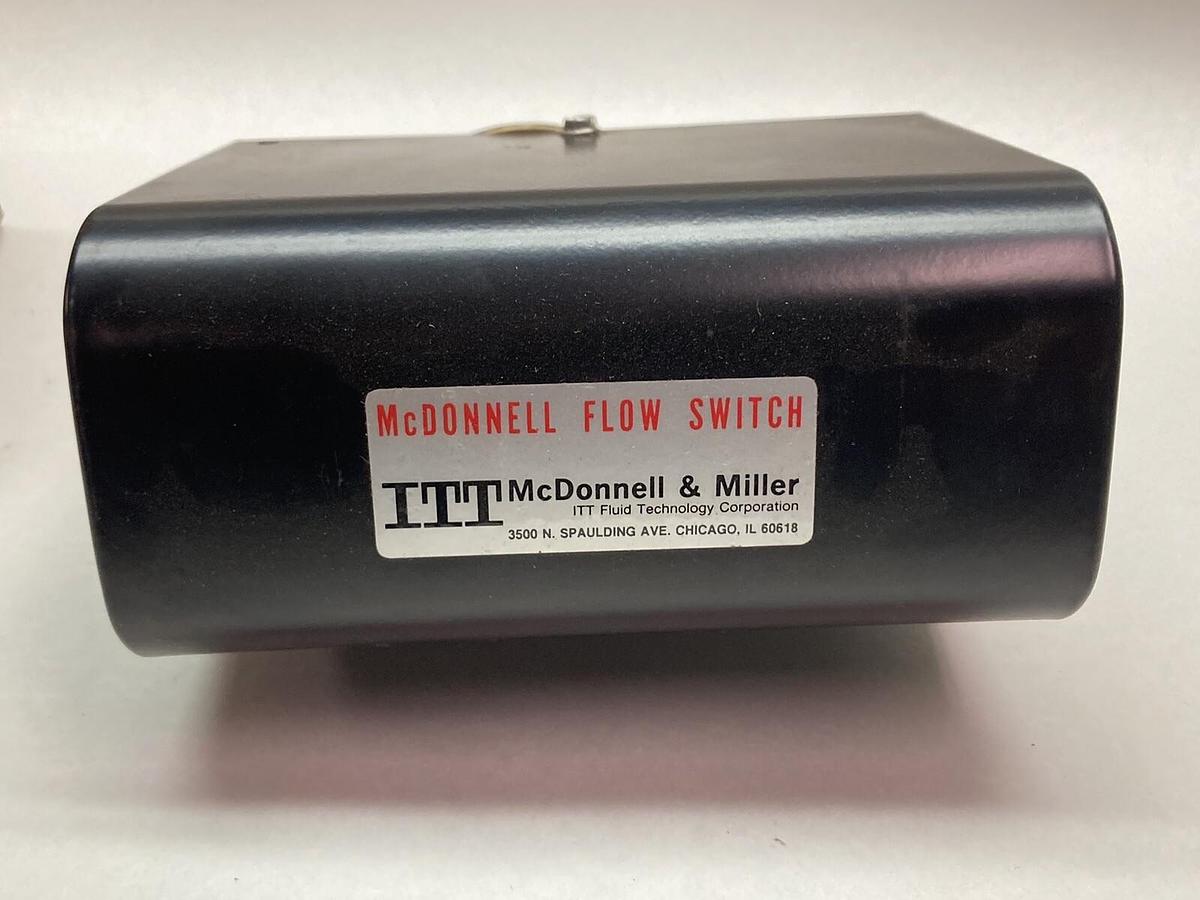 McDONNELL FLOW SWITCH
ITT McDonnell & Miller
ITT Fluid Technology Corporation
3500 N. SPAULDING AVE. CHICAGO, IL 60618